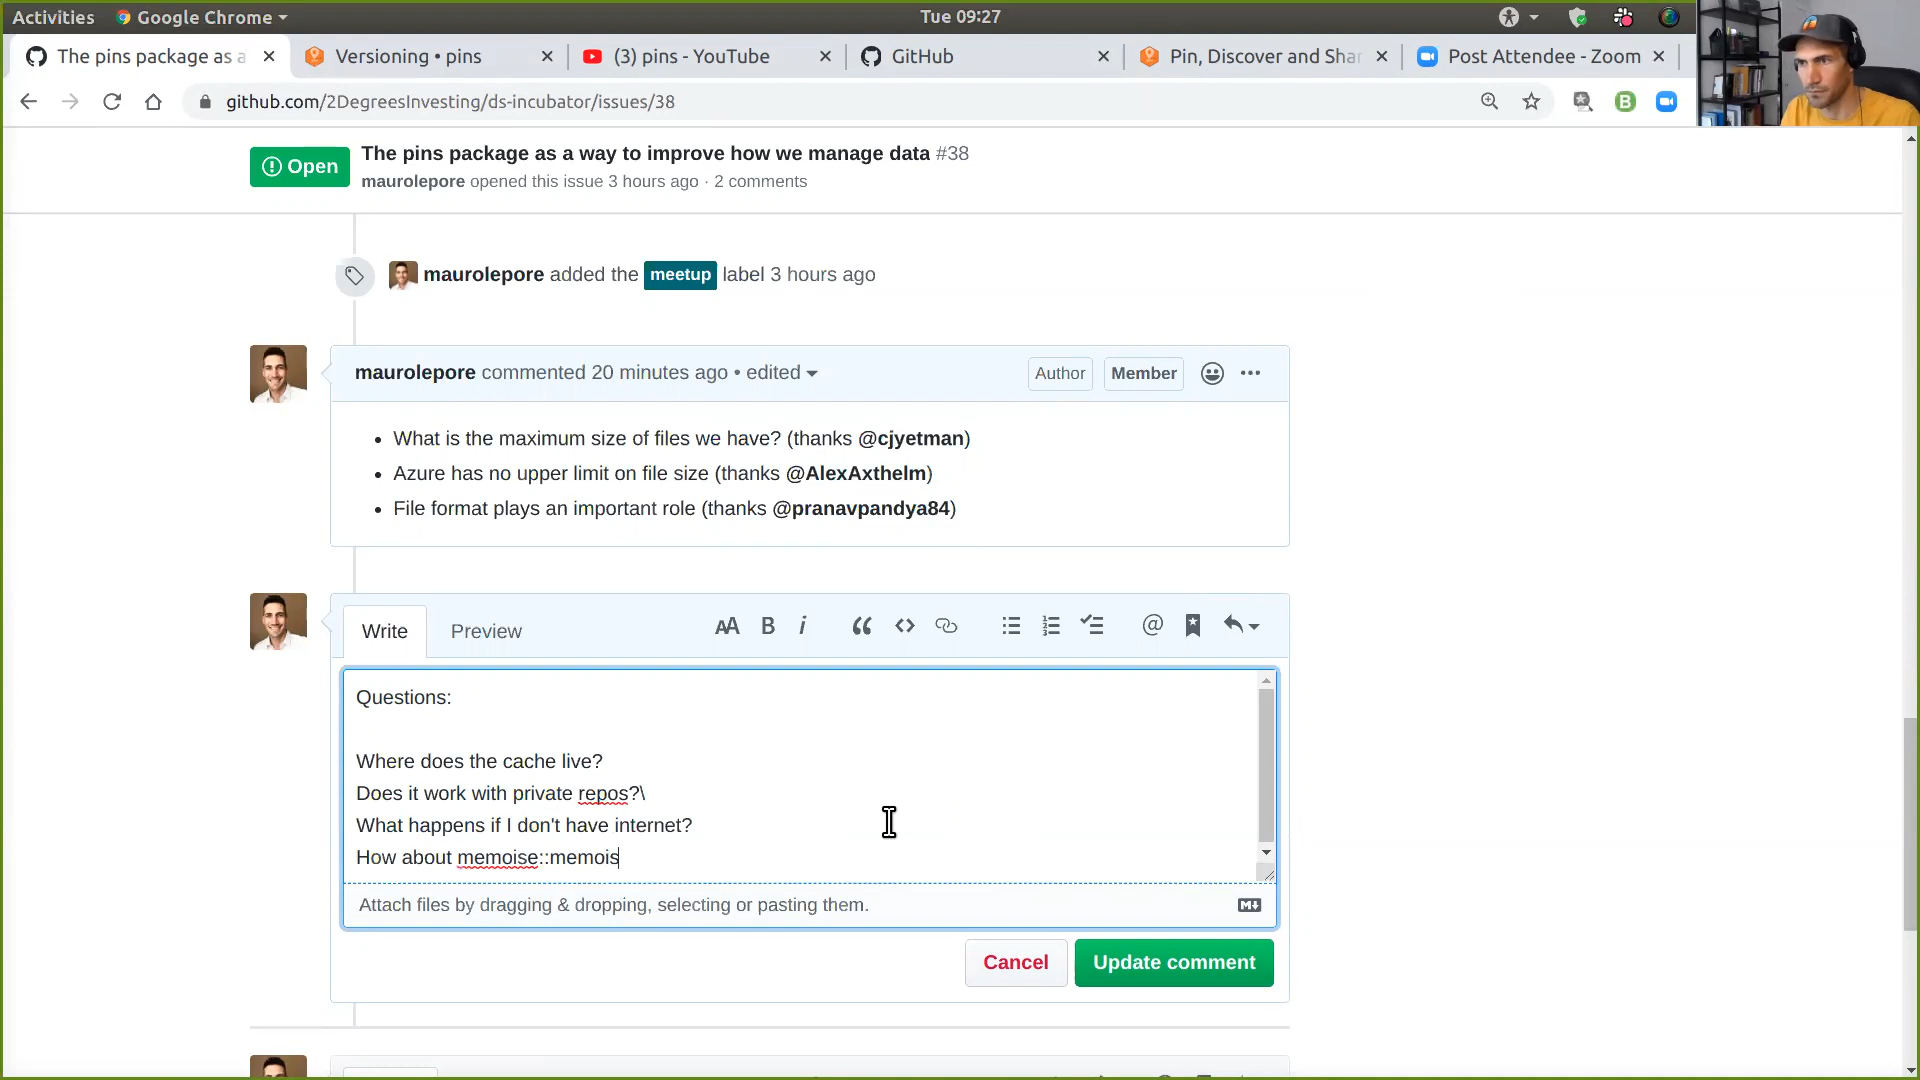 Activities
Google Chrome
Tue 09:27
The pins package as a
Versioning • pins
(3) pins - YouTube
GitHub
Pin, Discover and Shar
Post Attendee - Zoom
github.com/2DegreesInvesting/ds-incubator/issues/38
Open
The pins package as a way to improve how we manage data #38
maurolepore opened this issue 3 hours ago · 2 comments
maurolepore added the meetup label 3 hours ago
maurolepore commented 20 minutes ago • edited
Author
Member
• What is the maximum size of files we have? (thanks @cjyetman)
• Azure has no upper limit on file size (thanks @AlexAxthelm)
• File format plays an important role (thanks @pranavpandya84)
Write
Preview
Questions:
Where does the cache live?
Does it work with private repos?\
What happens if I don't have internet?
How about memoise::memois
Attach files by dragging & dropping, selecting or pasting them.
Cancel
Update comment